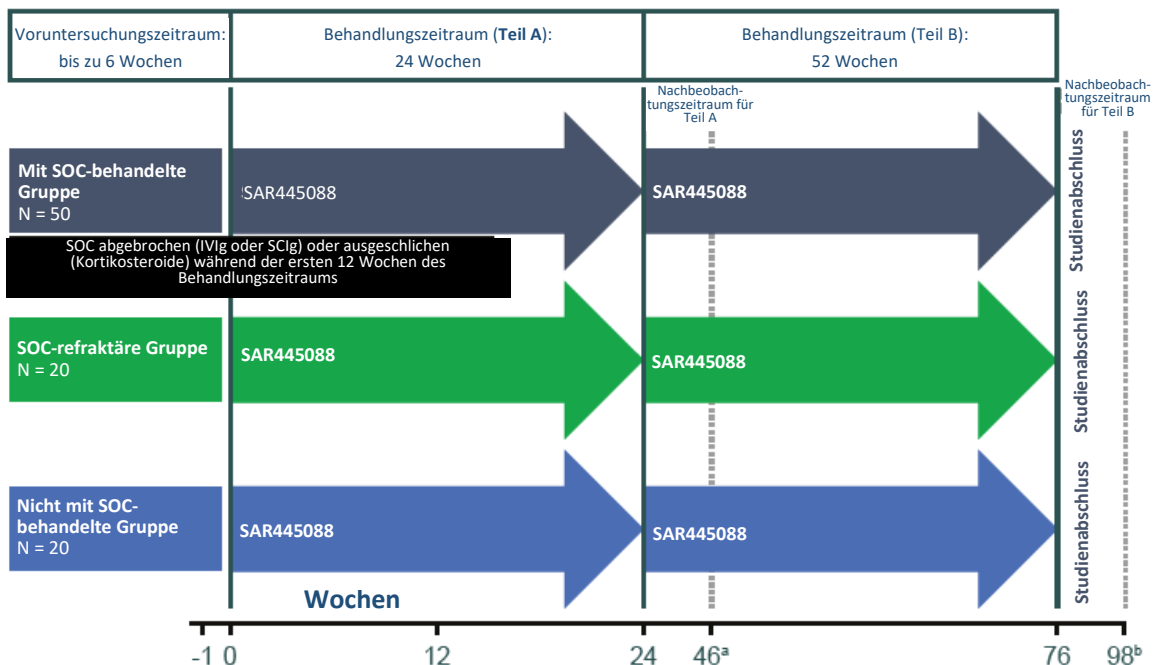 Voruntersuchungszeitraum:
bis zu 6 Wochen
Behandlungszeitraum (Teil A):
24 Wochen
Behandlungszeitraum (Teil B):
52 Wochen
Nachbeobach-
tungszeitraum für
Teil A
Nachbeobach-
tungszeitraum
für Teil B
Mit SOC-behandelte
Gruppe
N = 50
SAR445088
SAR445088
Studienabschluss
SOC abgebrochen (IVIg oder SCIg) oder ausgeschlichen
(Kortikosteroide) während der ersten 12 Wochen des
Behandlungszeitraums
SOC-refraktäre Gruppe
N = 20
SAR445088
SAR445088
Studienabschluss
Nicht mit SOC-
behandelte Gruppe
N = 20
SAR445088
SAR445088
Studienabschluss
Wochen
-1 0 12 24 46ª 76 98ᵇ